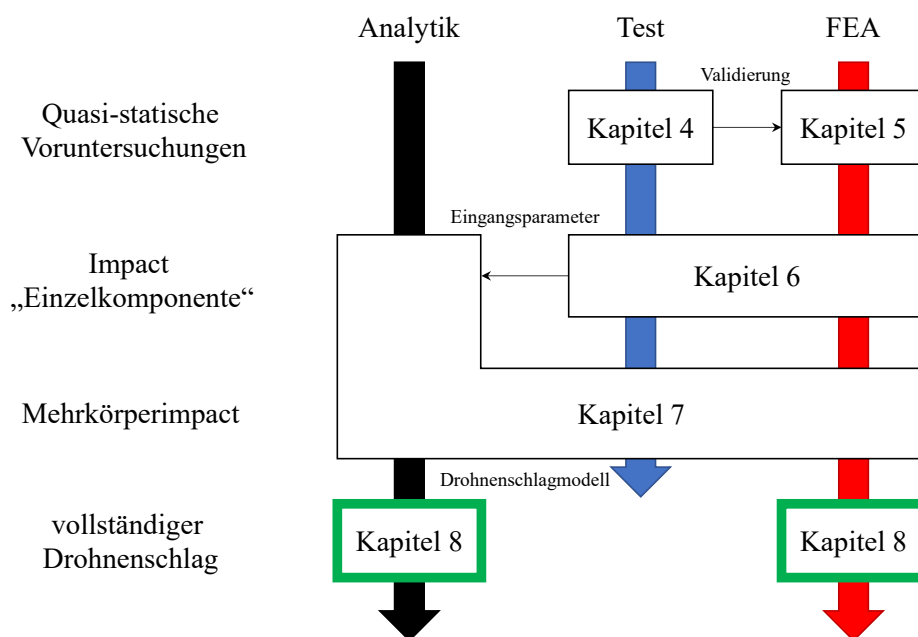 Analytik
Test
FEA
Validierung
Quasi-statische
Voruntersuchungen
Kapitel 4
Kapitel 5
Eingangsparameter
Impact
„Einzelkomponente“
Kapitel 6
Mehrkörperimpact
Kapitel 7
Drohnenschlagmodell
vollständiger
Drohnenschlag
Kapitel 8
Kapitel 8